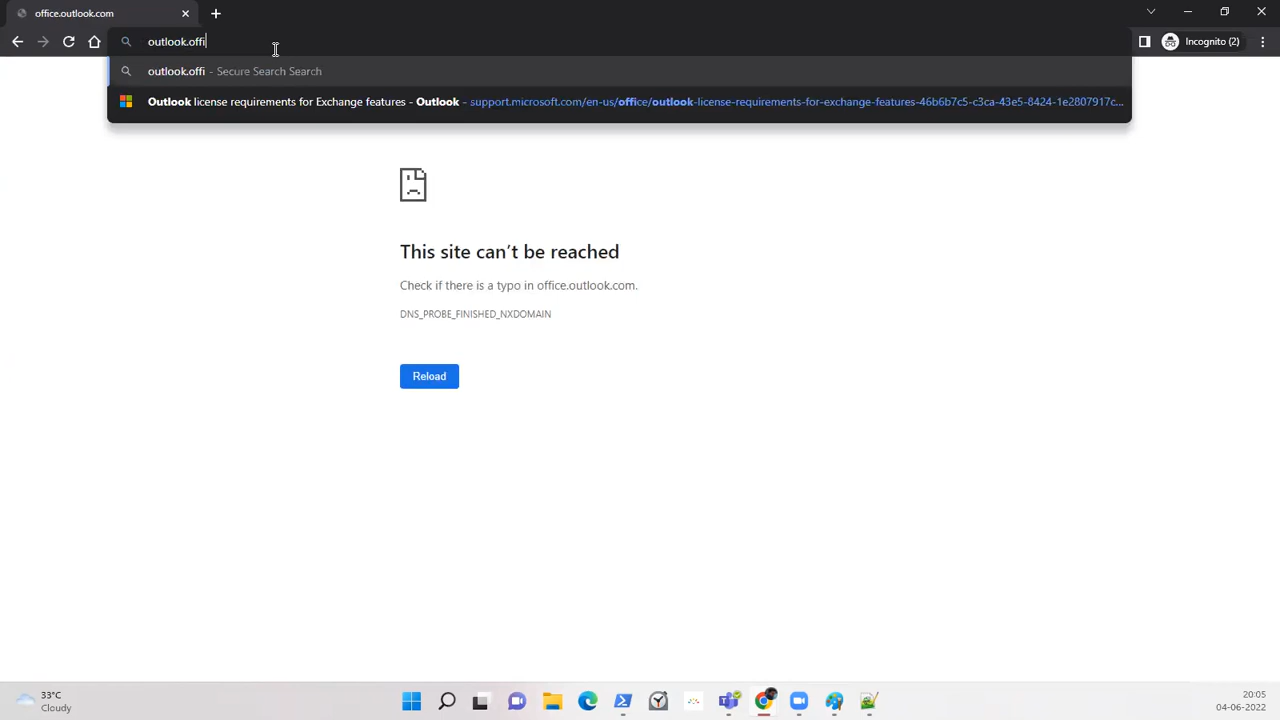 office.outlook.com
outlook.offi
Incognito (2)
outlook.offi - Secure Search Search
Outlook license requirements for Exchange features - Outlook - support.microsoft.com/en-us/office/outlook-license-requirements-for-exchange-features-46b6b7c5-c3ca-43e5-8424-1e2807917c...
This site can't be reached
Check if there is a typo in office.outlook.com.
DNS_PROBE_FINISHED_NXDOMAIN
Reload
33°C
Cloudy
20:05
04-06-2022